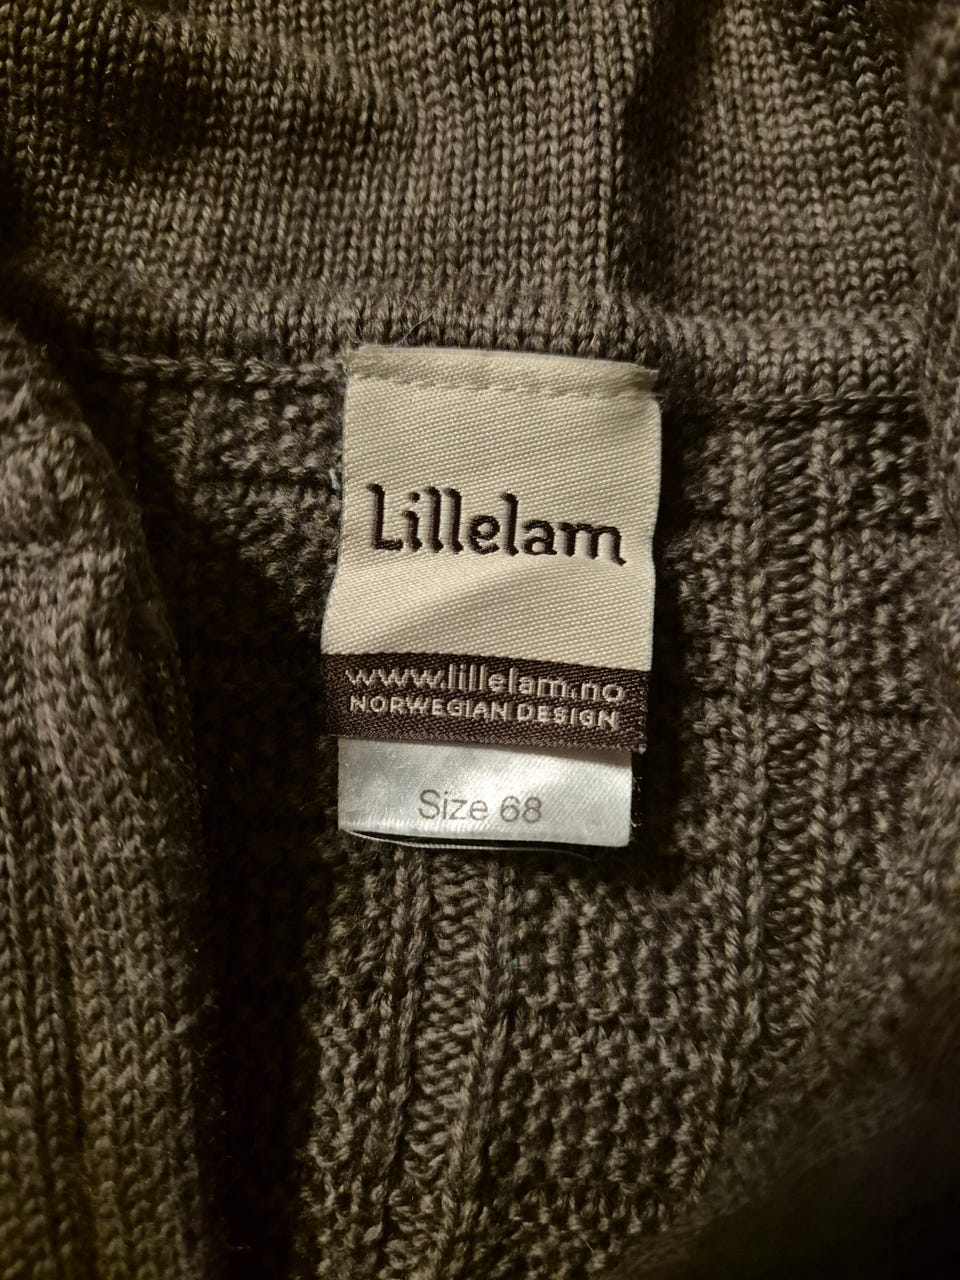 Lillelam
www.lillelam.no
NORWEGIAN DESIGN
Size 68